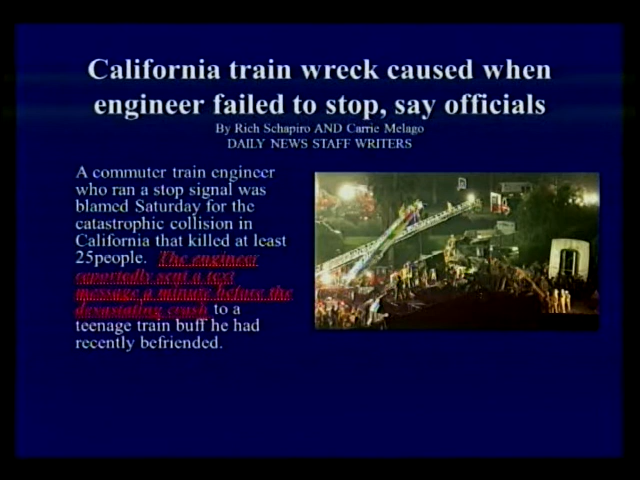 California train wreck caused when
engineer failed to stop, say officials
By Rich Schapiro AND Carrie Melago
DAILY NEWS STAFF WRITERS
A commuter train engineer
who ran a stop signal was
blamed Saturday for the
catastrophic collision in
California that killed at least
25people. The engineer
reportedly sent a text
message a minute before the
devastating crash to a
teenage train buff he had
recently befriended.